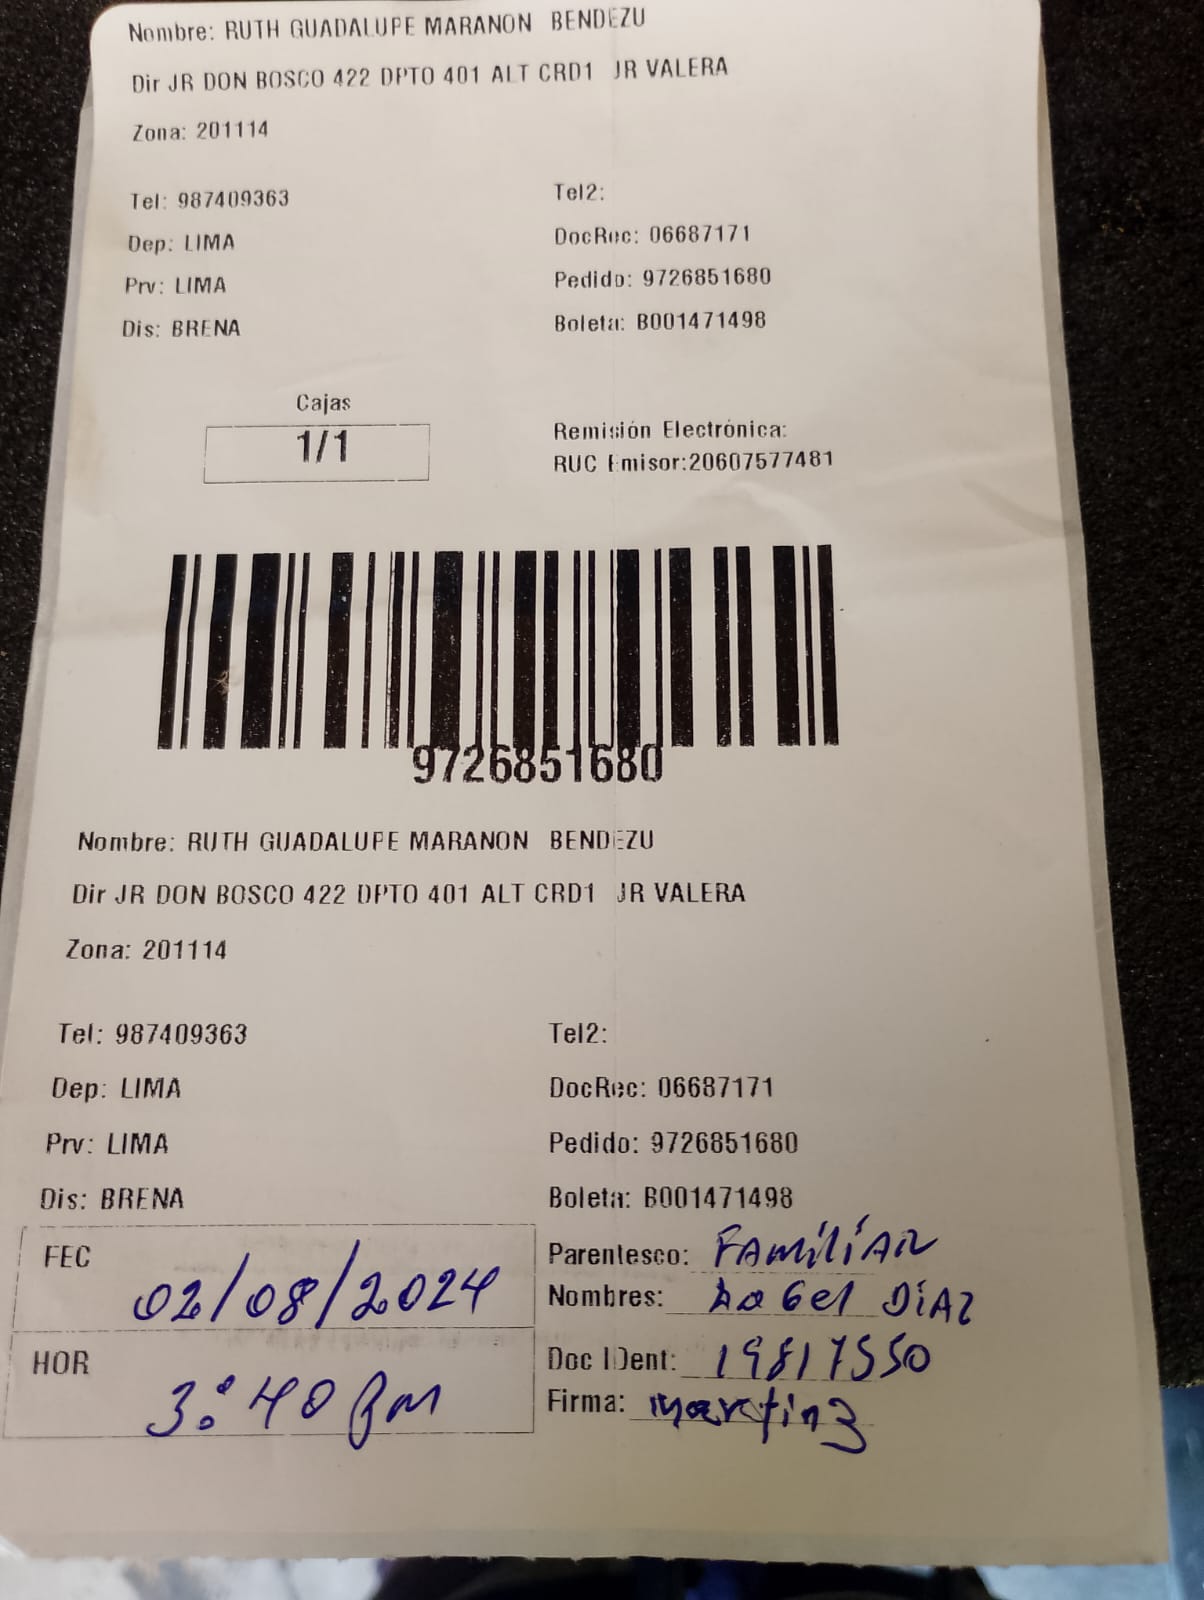 Nombre: RUTH GUADALUPE MARANON BENDEZU
Dir JR DON BOSCO 422 DPTO 401 ALT CRD1 JR VALERA
Zona: 201114
Tel: 987409363 Tel2:
Dep: LIMA DocRec: 06687171
Prv: LIMA Pedido: 9726851680
Dis: BRENA Boleta: B001471498
Cajas
1/1
Remisión Electrónica:
RUC Emisor:20607577481
9726851680
Nombre: RUTH GUADALUPE MARANON BENDEZU
Dir JR DON BOSCO 422 DPTO 401 ALT CRD1 JR VALERA
Zona: 201114
Tel: 987409363 Tel2:
Dep: LIMA DocRec: 06687171
Prv: LIMA Pedido: 9726851680
Dis: BRENA Boleta: B001471498
FEC 02/08/2024
HOR 3:40 pm
Parentesco: FAMILIAR
Nombres: DIAZ
Doc IDent: 19817550
Firma: